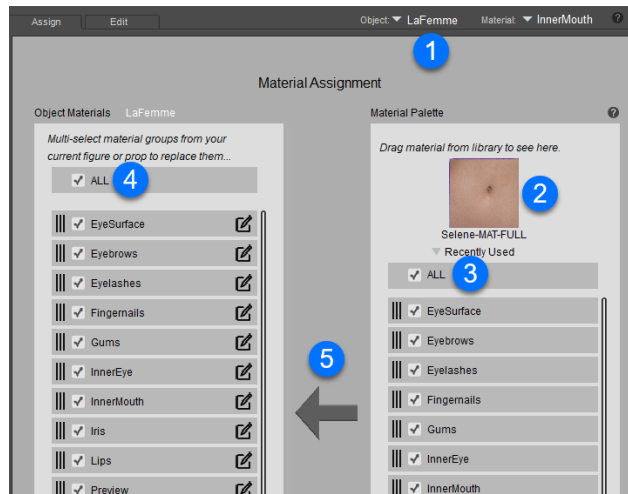 Assign
Edit
Object: LaFemme
Material: InnerMouth
?
1
Material Assignment
Object Materials LaFemme
Multi-select material groups from your
current figure or prop to replace them...
ALL
4
EyeSurface
Eyebrows
Eyelashes
Fingernails
Gums
InnerEye
InnerMouth
Iris
Lips
Preview
5
Material Palette
?
Drag material from library to see here.
2
Selene-MAT-FULL
Recently Used
ALL
3
EyeSurface
Eyebrows
Eyelashes
Fingernails
Gums
InnerEye
InnerMouth